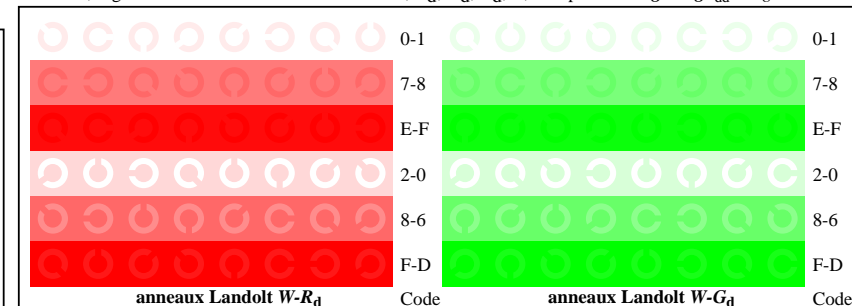 0-1 0-1
7-8 7-8
E-F E-F
2-0 2-0
8-6 8-6
F-D F-D
anneaux Landolt W-Rd Code anneaux Landolt W-Gd Code